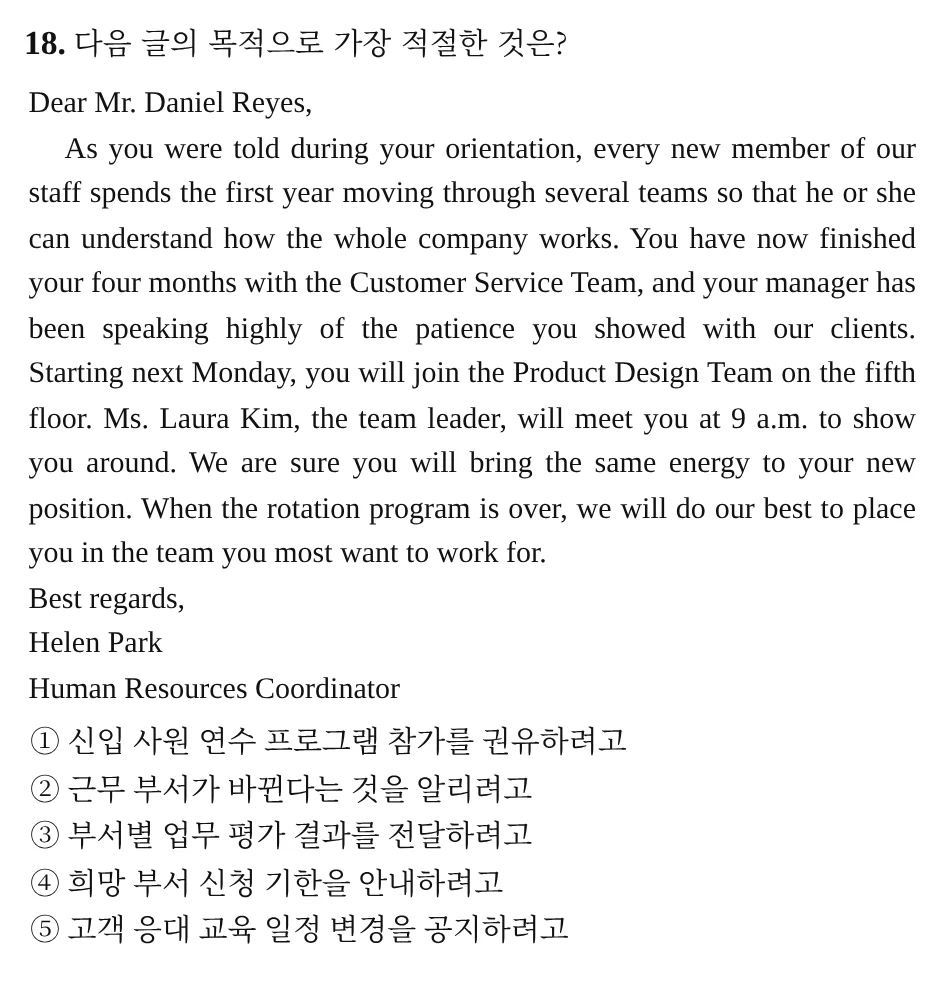 18. 다음 글의 목적으로 가장 적절한 것은?
Dear Mr. Daniel Reyes,
As you were told during your orientation, every new member of our
staff spends the first year moving through several teams so that he or she
can understand how the whole company works. You have now finished
your four months with the Customer Service Team, and your manager has
been speaking highly of the patience you showed with our clients.
Starting next Monday, you will join the Product Design Team on the fifth
floor. Ms. Laura Kim, the team leader, will meet you at 9 a.m. to show
you around. We are sure you will bring the same energy to your new
position. When the rotation program is over, we will do our best to place
you in the team you most want to work for.
Best regards,
Helen Park
Human Resources Coordinator
① 신입 사원 연수 프로그램 참가를 권유하려고
② 근무 부서가 바뀐다는 것을 알리려고
③ 부서별 업무 평가 결과를 전달하려고
④ 희망 부서 신청 기한을 안내하려고
⑤ 고객 응대 교육 일정 변경을 공지하려고